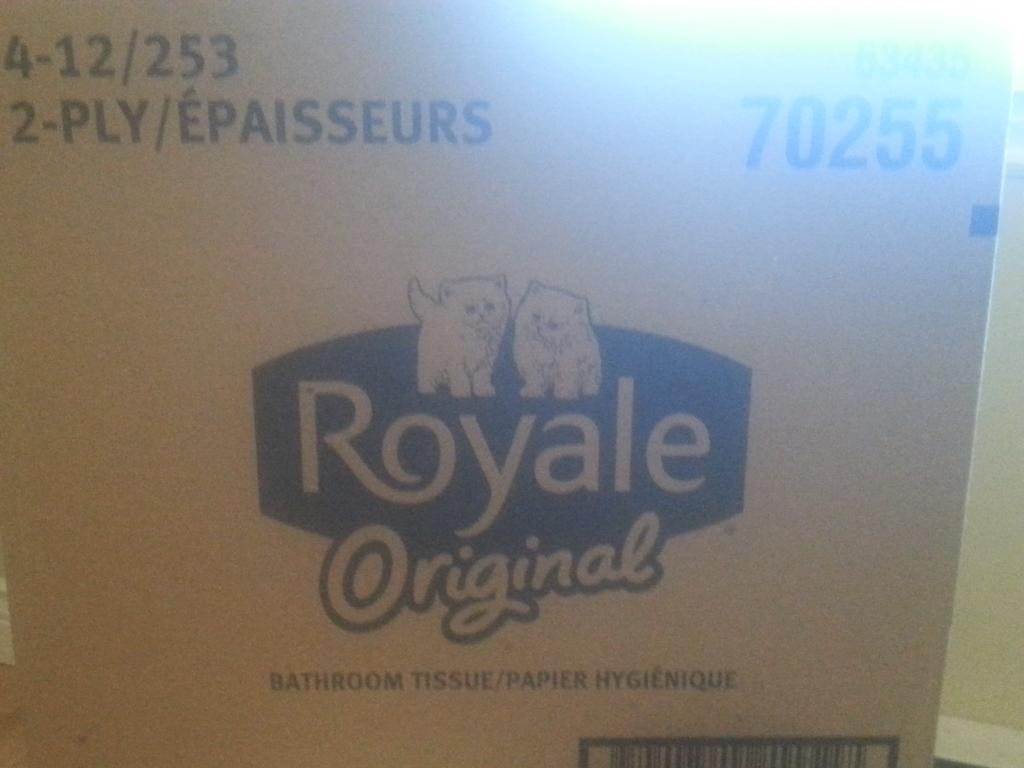 4-12/253
63435
2-PLY/ÉPAISSEURS
70255
Royale
Original
BATHROOM TISSUE/PAPIER HYGIÉNIQUE